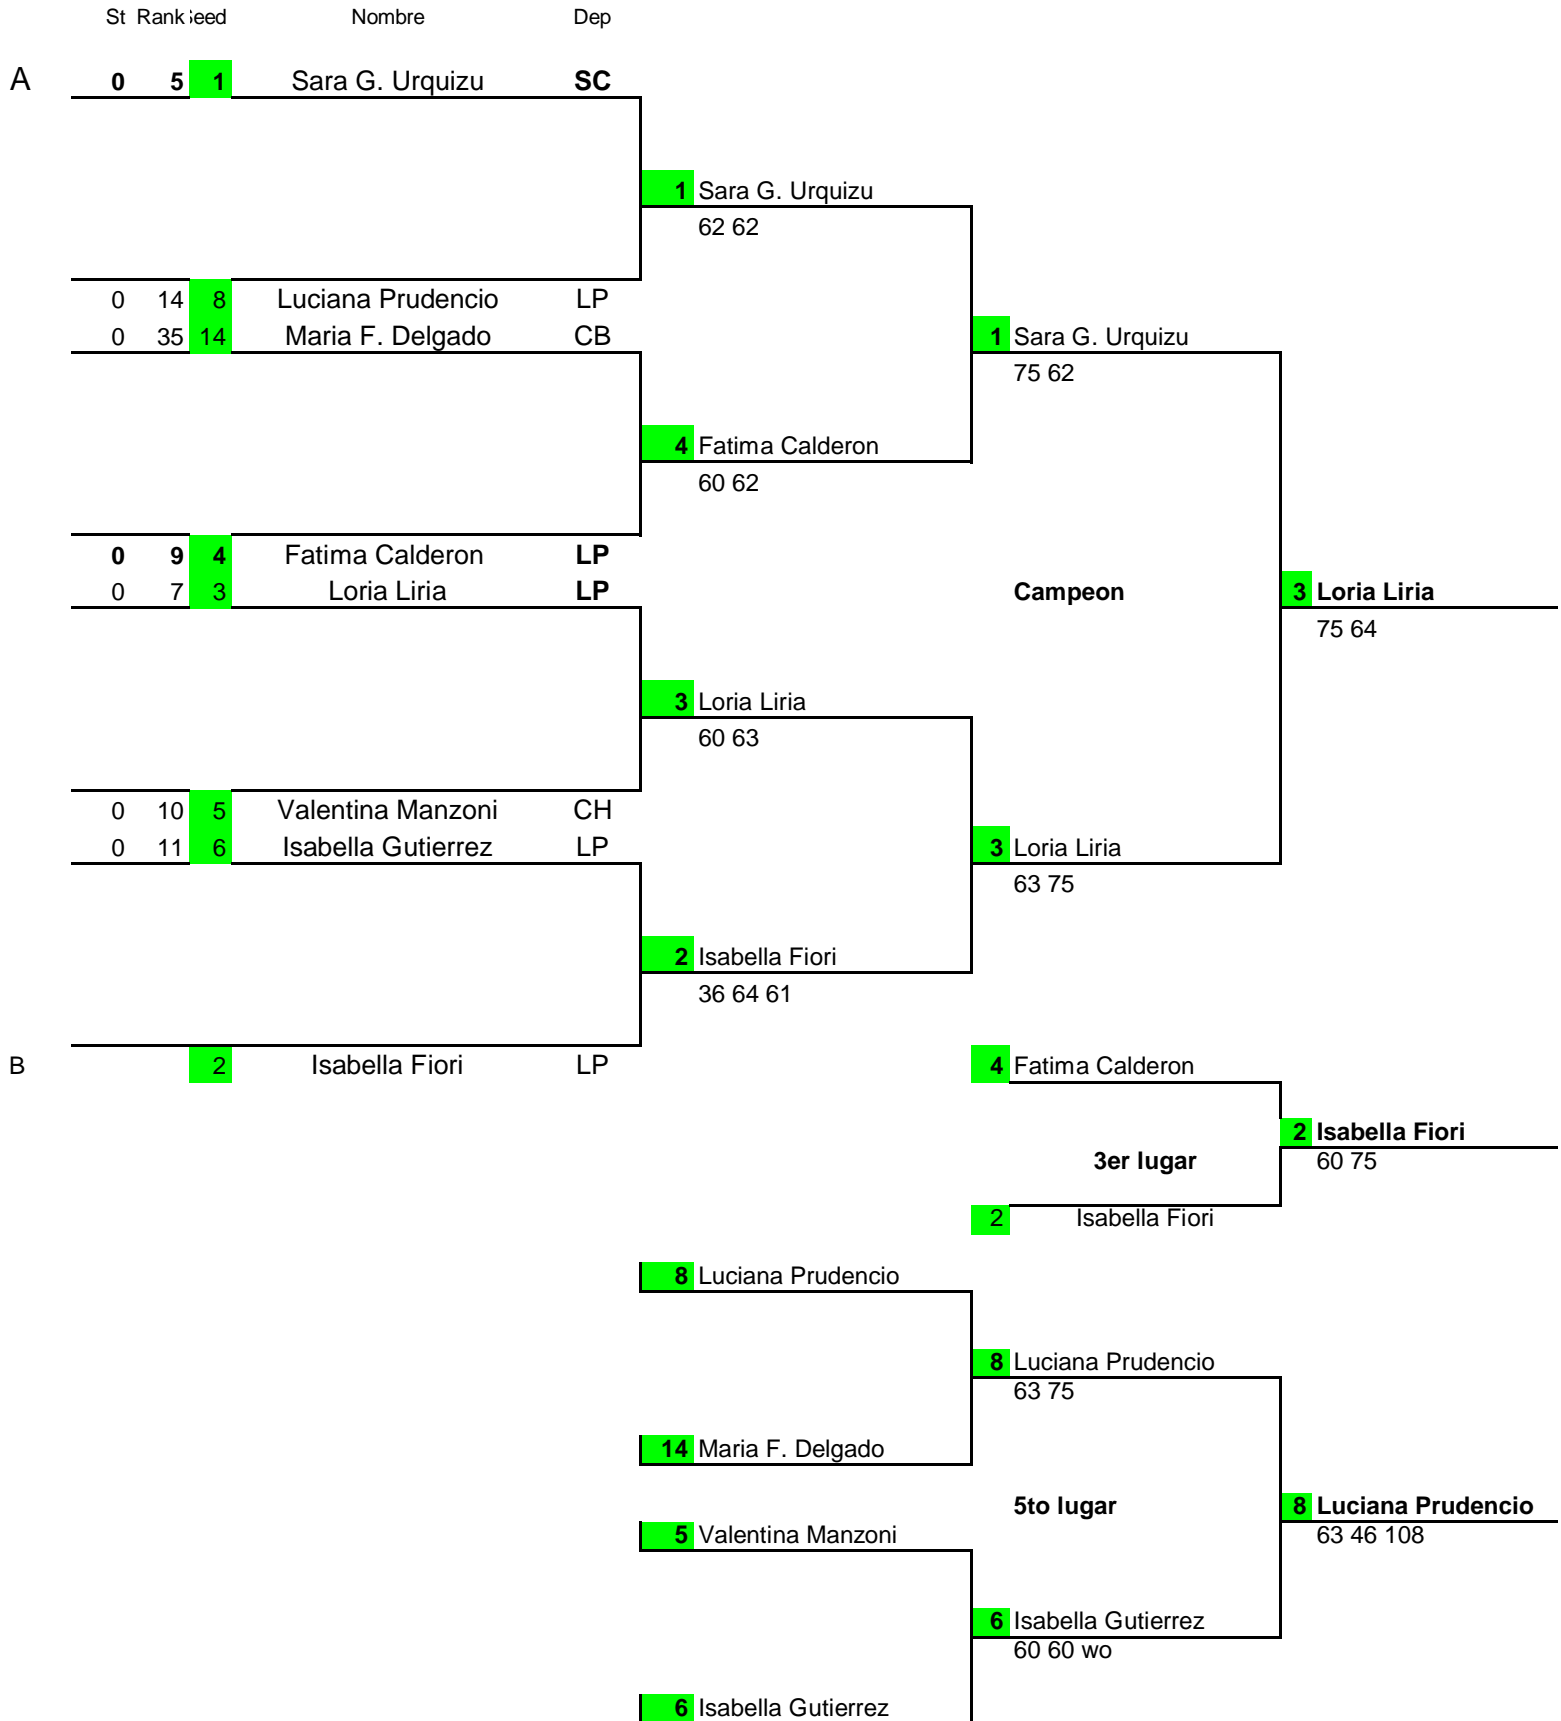 St Rank Seed Nombre Dep
A 0 5 1 Sara G. Urquizu SC
1 Sara G. Urquizu
62 62
0 14 8 Luciana Prudencio LP
0 35 14 Maria F. Delgado CB
1 Sara G. Urquizu
75 62
4 Fatima Calderon
60 62
0 9 4 Fatima Calderon LP
0 7 3 Loria Liria LP
Campeon
3 Loria Liria
75 64
3 Loria Liria
60 63
0 10 5 Valentina Manzoni CH
0 11 6 Isabella Gutierrez LP
3 Loria Liria
63 75
2 Isabella Fiori
36 64 61
B 2 Isabella Fiori LP
4 Fatima Calderon
2 Isabella Fiori
3er lugar
60 75
2 Isabella Fiori
8 Luciana Prudencio
8 Luciana Prudencio
63 75
14 Maria F. Delgado
5to lugar
8 Luciana Prudencio
63 46 108
5 Valentina Manzoni
6 Isabella Gutierrez
60 60 wo
6 Isabella Gutierrez